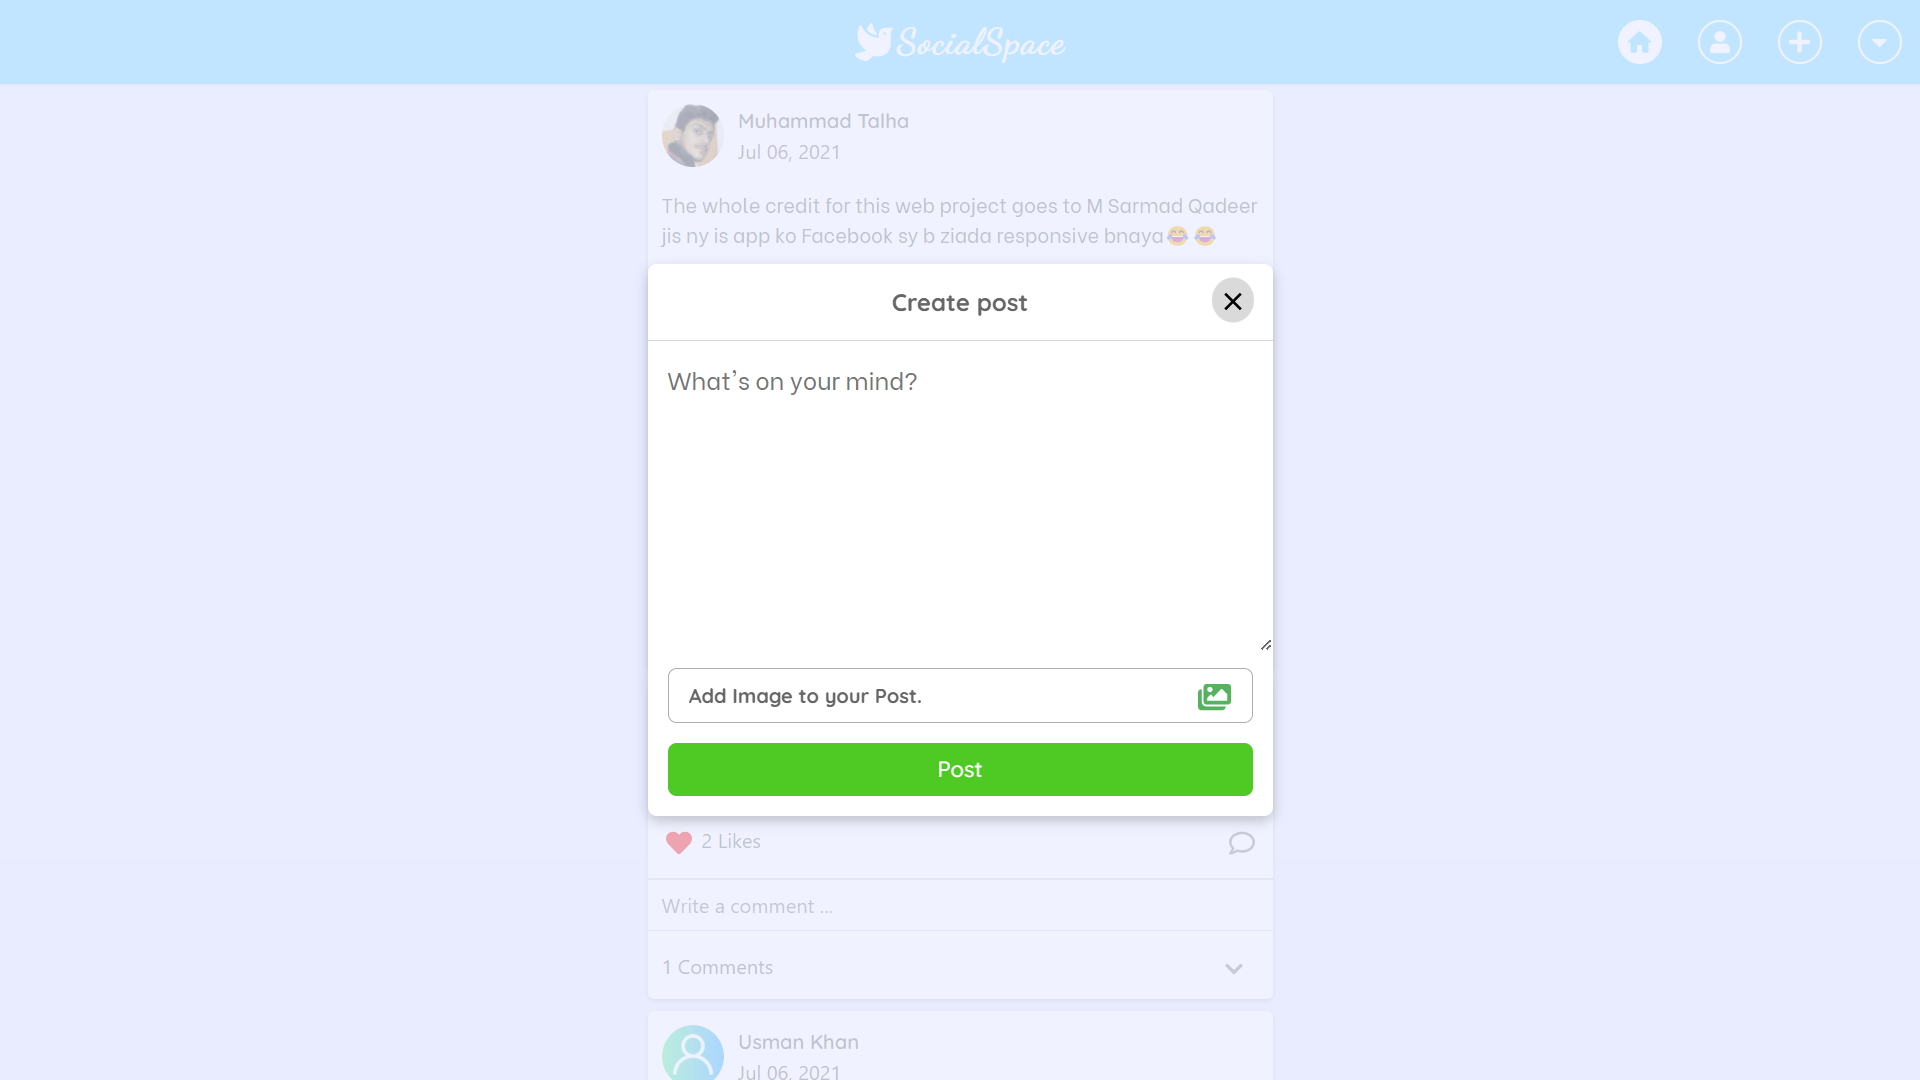 SocialSpace
Muhammad Talha
Jul 06, 2021
The whole credit for this web project goes to M Sarmad Qadeer
jis ny is app ko Facebook sy b ziada responsive bnaya😂 😂
Create post
What's on your mind?
Add Image to your Post.
Post
2 Likes
Write a comment ...
1 Comments
Usman Khan
Jul 06, 2021